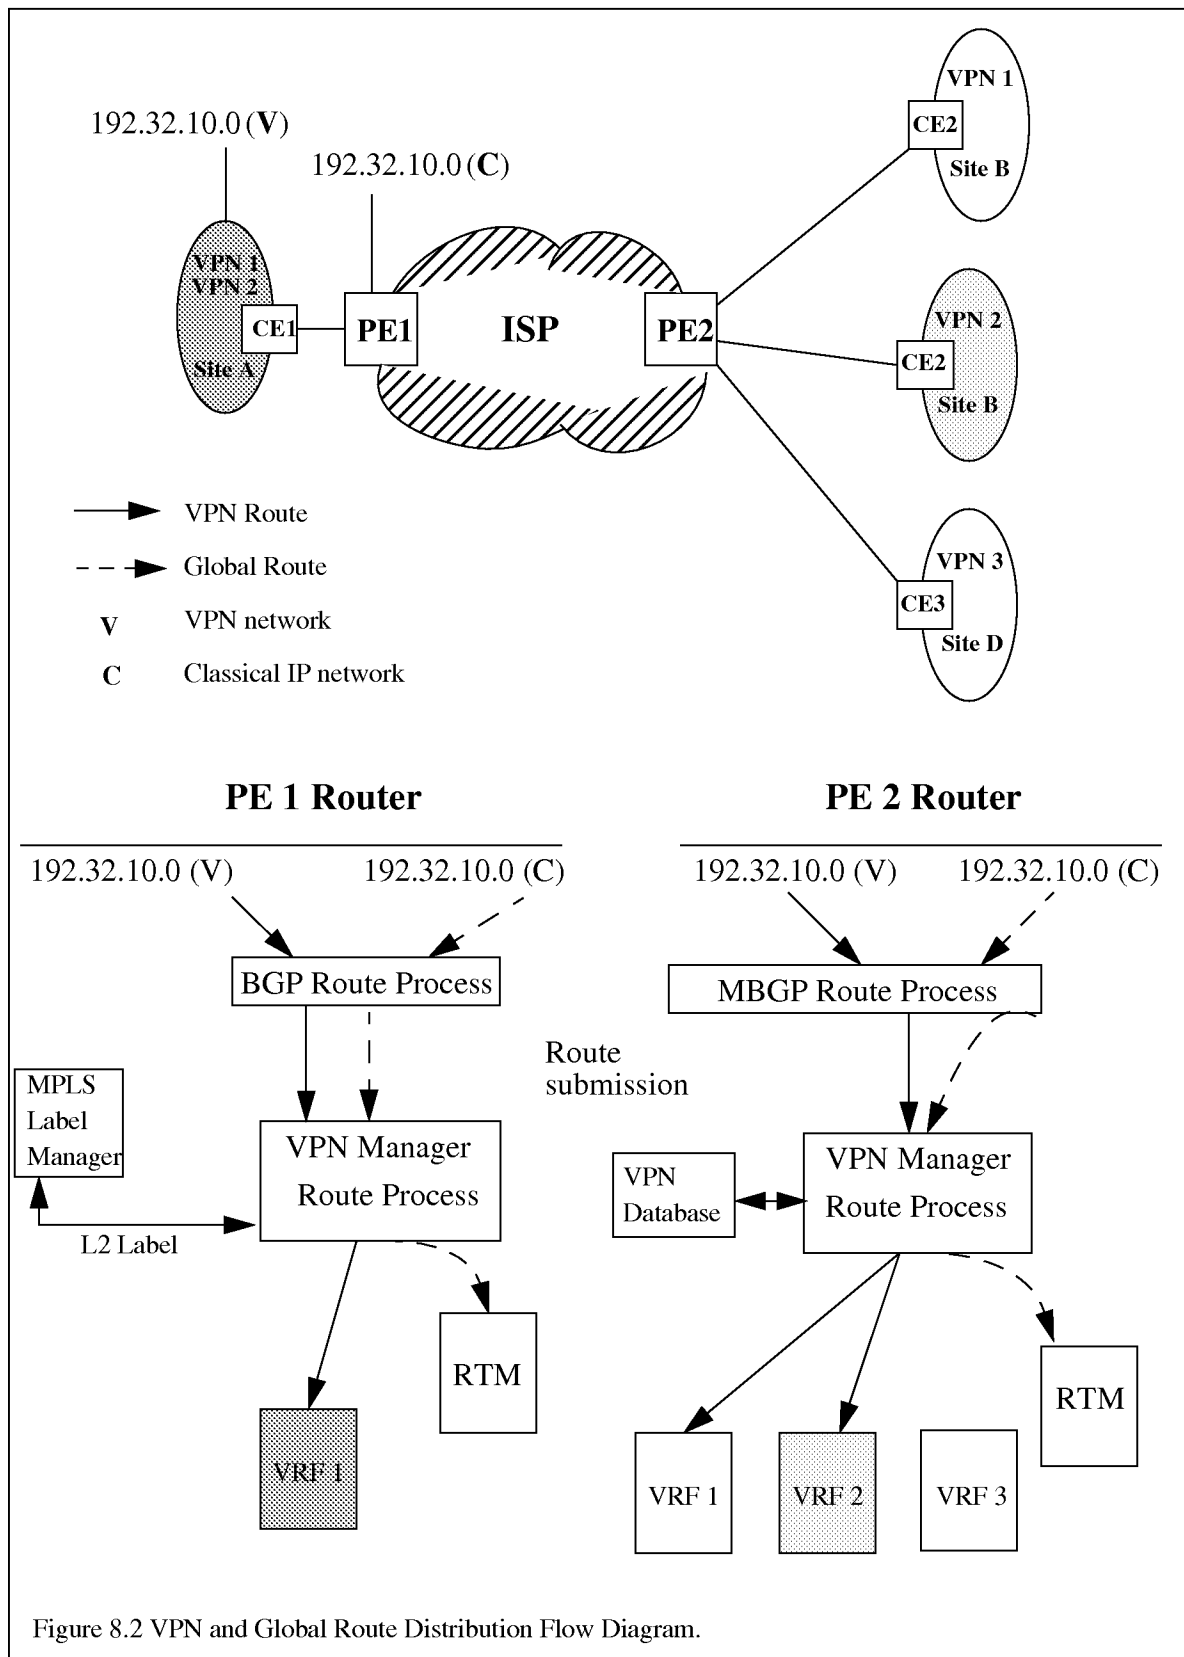 VPN 1
CE2
Site B
192.32.10.0 (V)
192.32.10.0 (C)
VPN 1
VPN 2
CE1
Site A
PE1
ISP
PE2
VPN 2
CE2
Site B
VPN Route
Global Route
V VPN network
C Classical IP network
VPN 3
CE3
Site D
PE 1 Router
192.32.10.0 (V)
192.32.10.0 (C)
BGP Route Process
MPLS
Label
Manager
L2 Label
VPN Manager
Route Process
RTM
VRF 1
Route
submission
PE 2 Router
192.32.10.0 (V)
192.32.10.0 (C)
MBGP Route Process
VPN
Database
VPN Manager
Route Process
RTM
VRF 1
VRF 2
VRF 3
Figure 8.2 VPN and Global Route Distribution Flow Diagram.